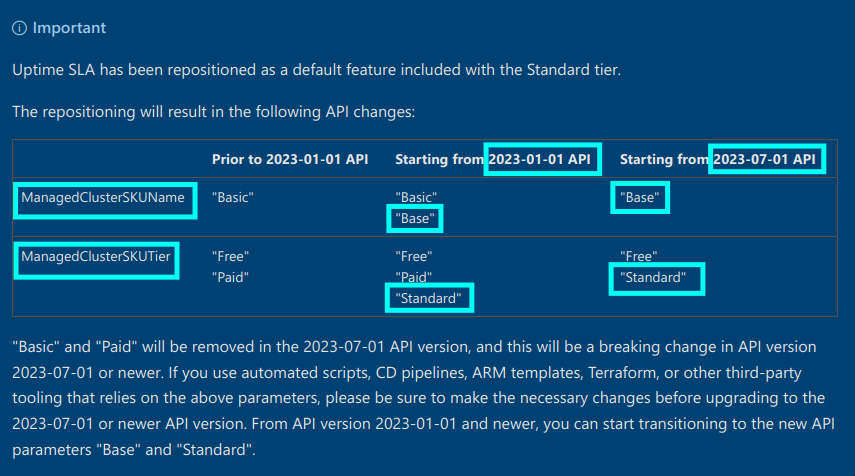 Important
Uptime SLA has been repositioned as a default feature included with the Standard tier.
The repositioning will result in the following API changes:
Prior to 2023-01-01 API Starting from 2023-01-01 API Starting from 2023-07-01 API
ManagedClusterSKUName "Basic" "Basic" "Base"
"Base"
ManagedClusterSKUTier "Free" "Free" "Free"
"Paid" "Paid" "Standard"
"Standard"
"Basic" and "Paid" will be removed in the 2023-07-01 API version, and this will be a breaking change in API version
2023-07-01 or newer. If you use automated scripts, CD pipelines, ARM templates, Terraform, or other third-party
tooling that relies on the above parameters, please be sure to make the necessary changes before upgrading to the
2023-07-01 or newer API version. From API version 2023-01-01 and newer, you can start transitioning to the new API
parameters "Base" and "Standard".